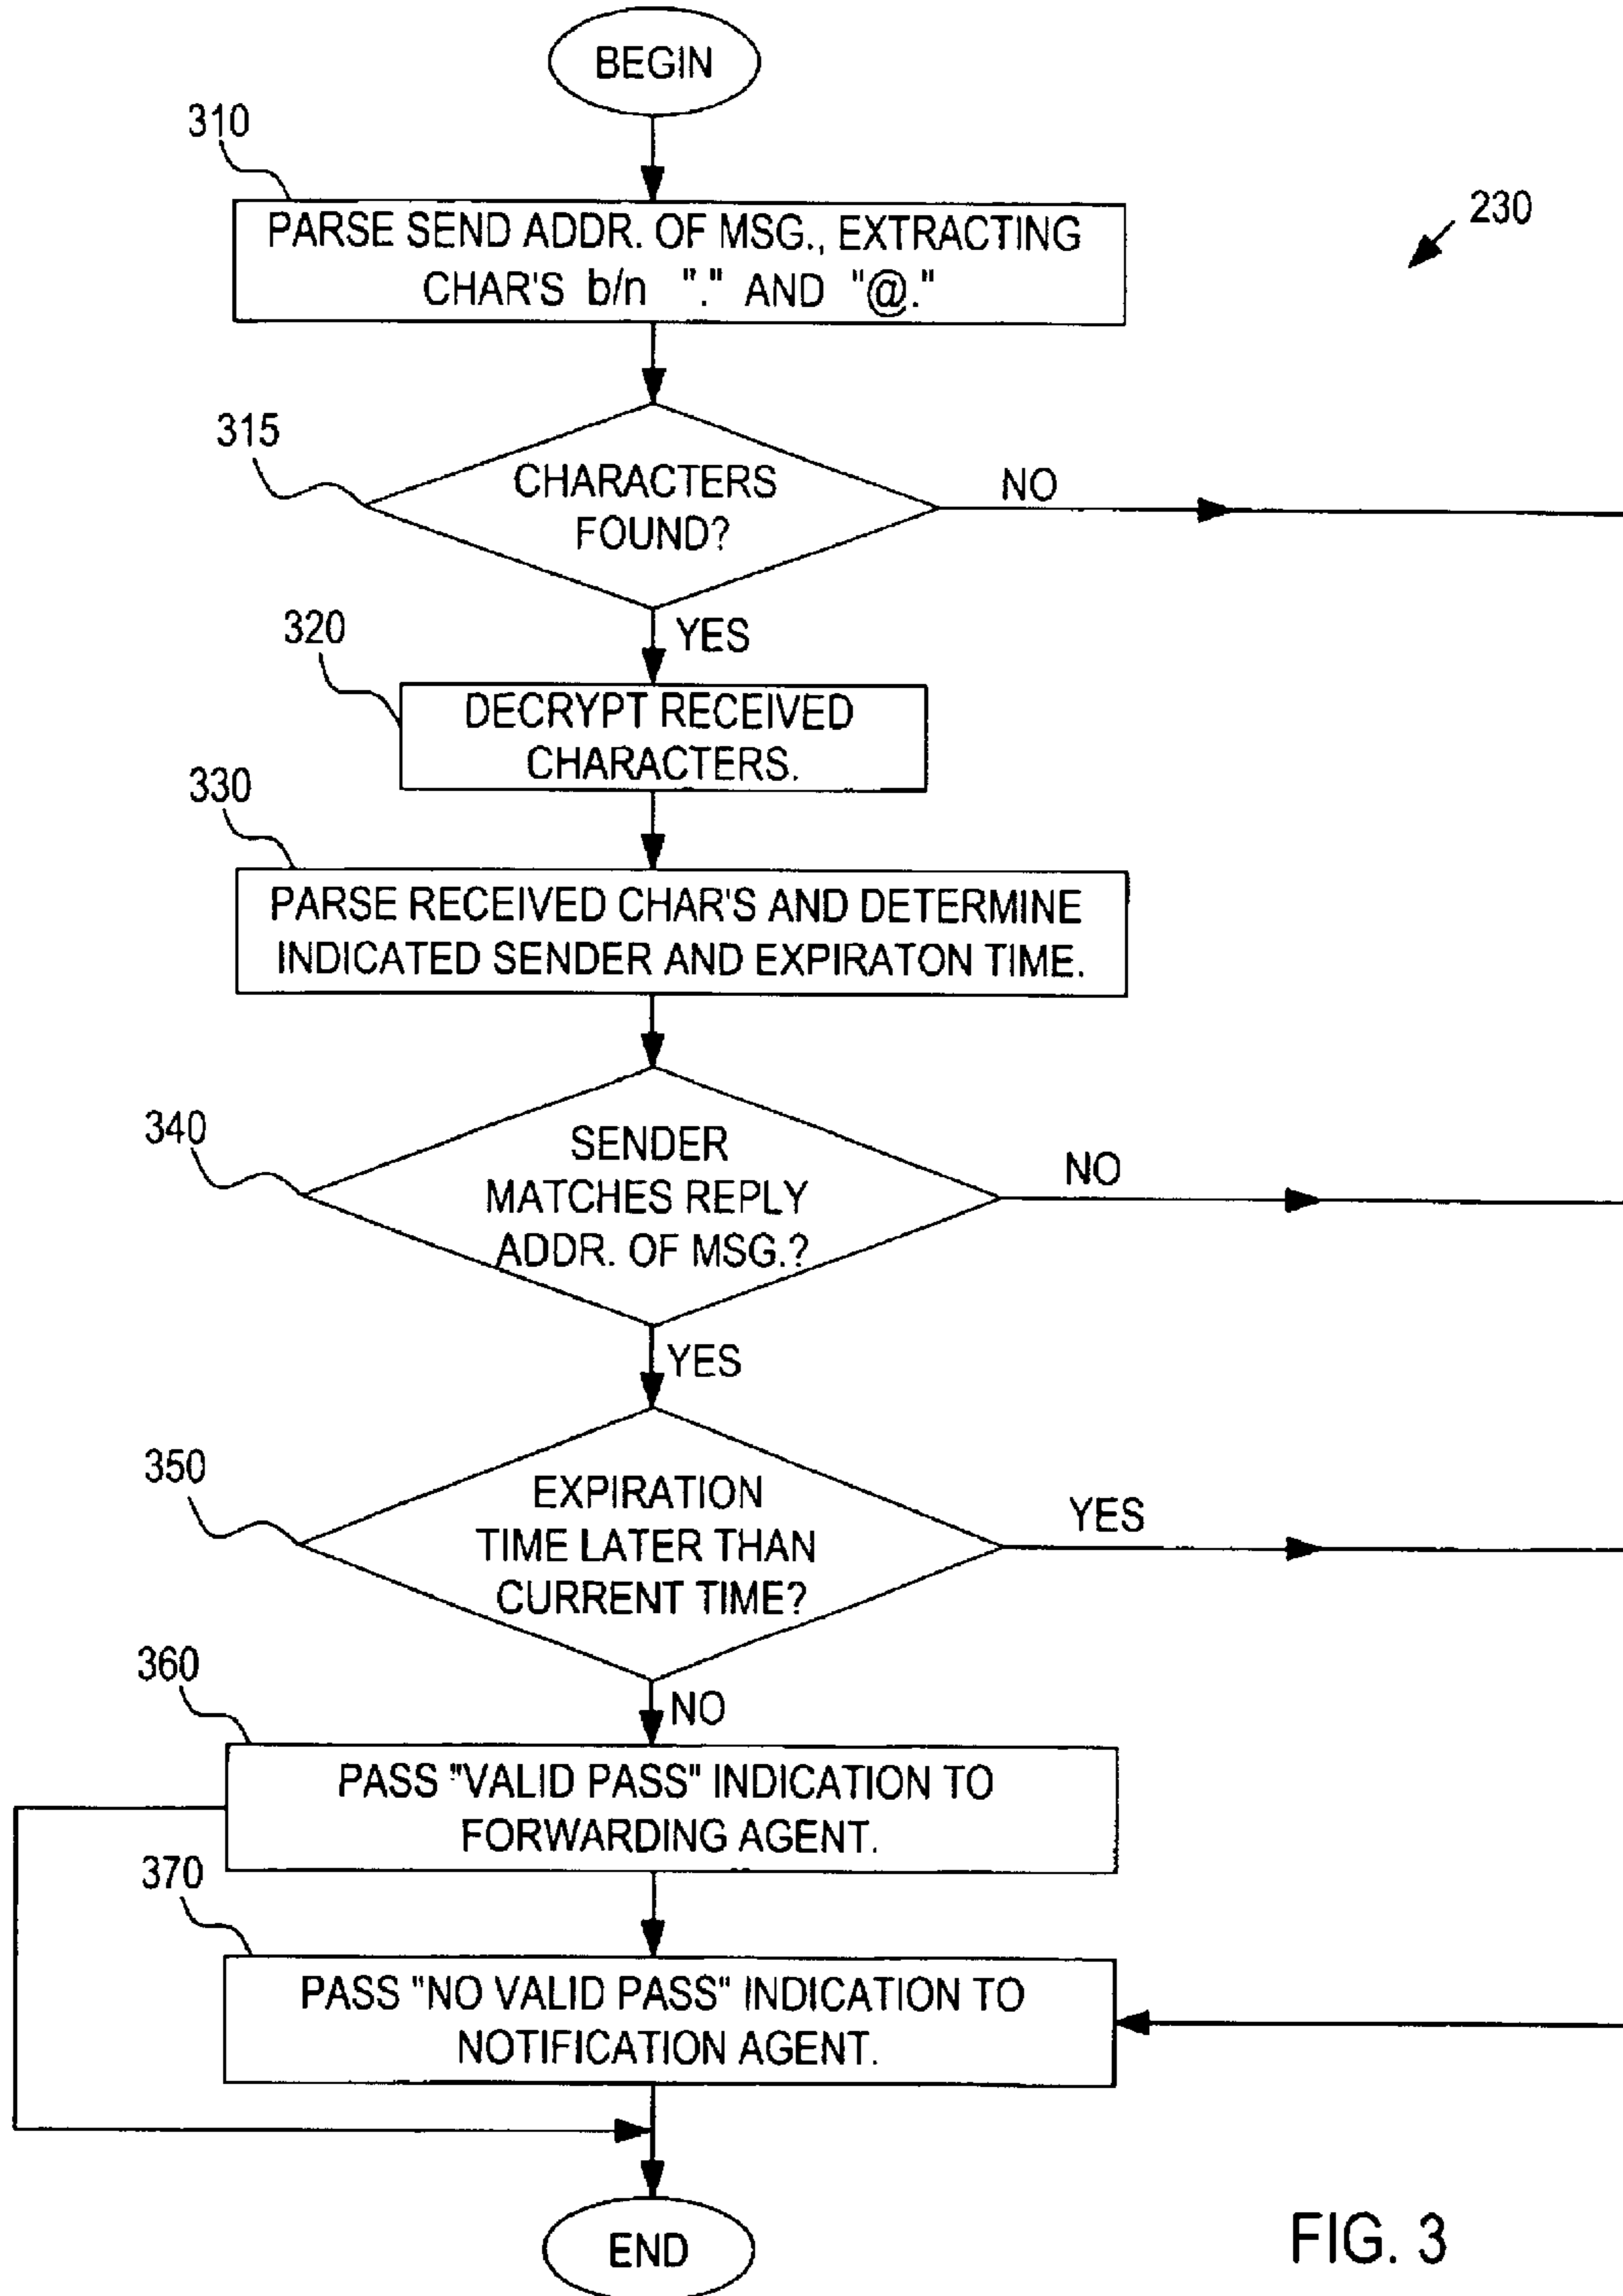 BEGIN
310
230
PARSE SEND ADDR. OF MSG., EXTRACTING
CHAR'S b/n "." AND "@."
315
CHARACTERS
FOUND?
NO
YES
320
DECRYPT RECEIVED
CHARACTERS.
330
PARSE RECEIVED CHAR'S AND DETERMINE
INDICATED SENDER AND EXPIRATON TIME.
340
SENDER
MATCHES REPLY
ADDR. OF MSG.?
NO
YES
350
EXPIRATION
TIME LATER THAN
CURRENT TIME?
YES
NO
360
PASS "VALID PASS" INDICATION TO
FORWARDING AGENT.
370
PASS "NO VALID PASS" INDICATION TO
NOTIFICATION AGENT.
END
FIG. 3